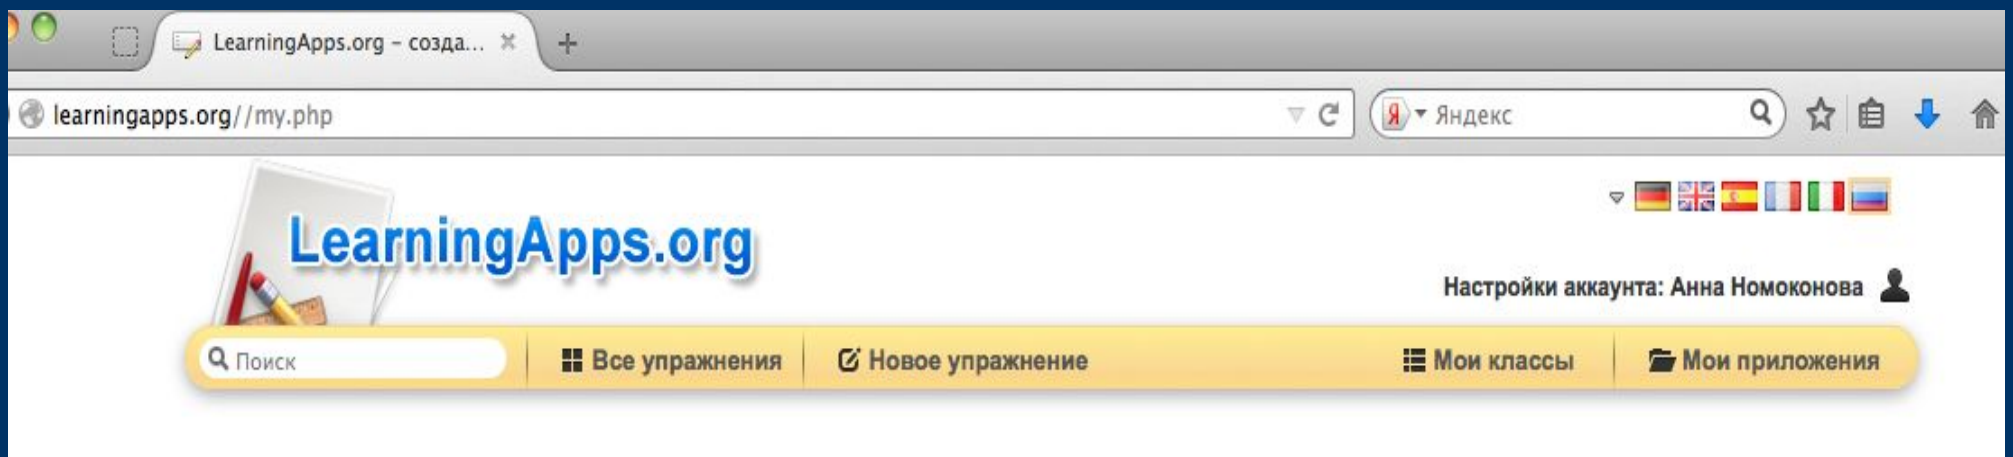 LearningApps.org – созда...
learningapps.org//my.php
Яндекс
LearningApps.org
Настройки аккаунта: Анна Номоконова
Поиск
Все упражнения
Новое упражнение
Мои классы
Мои приложения